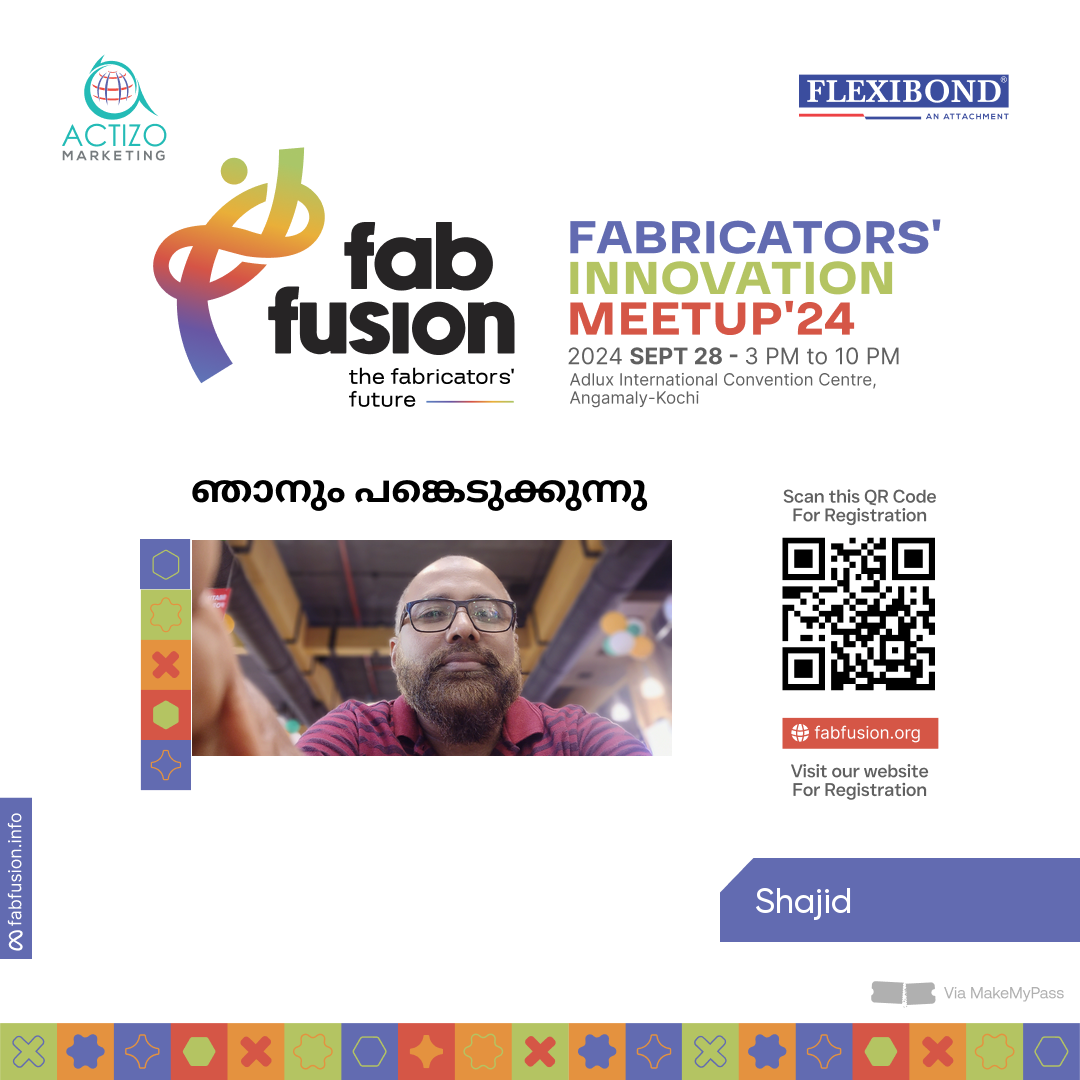 ACTIZO
MARKETING
FLEXIBOND®
AN ATTACHMENT
fab
fusion
the fabricators'
future
FABRICATORS'
INNOVATION
MEETUP'24
2024 SEPT 28 - 3 PM to 10 PM
Adlux International Convention Centre,
Angamaly-Kochi
ഞാനും പങ്കെടുക്കുന്നു
Scan this QR Code
For Registration
fabfusion.org
Visit our website
For Registration
fabfusion.info
Shajid
Via MakeMyPass